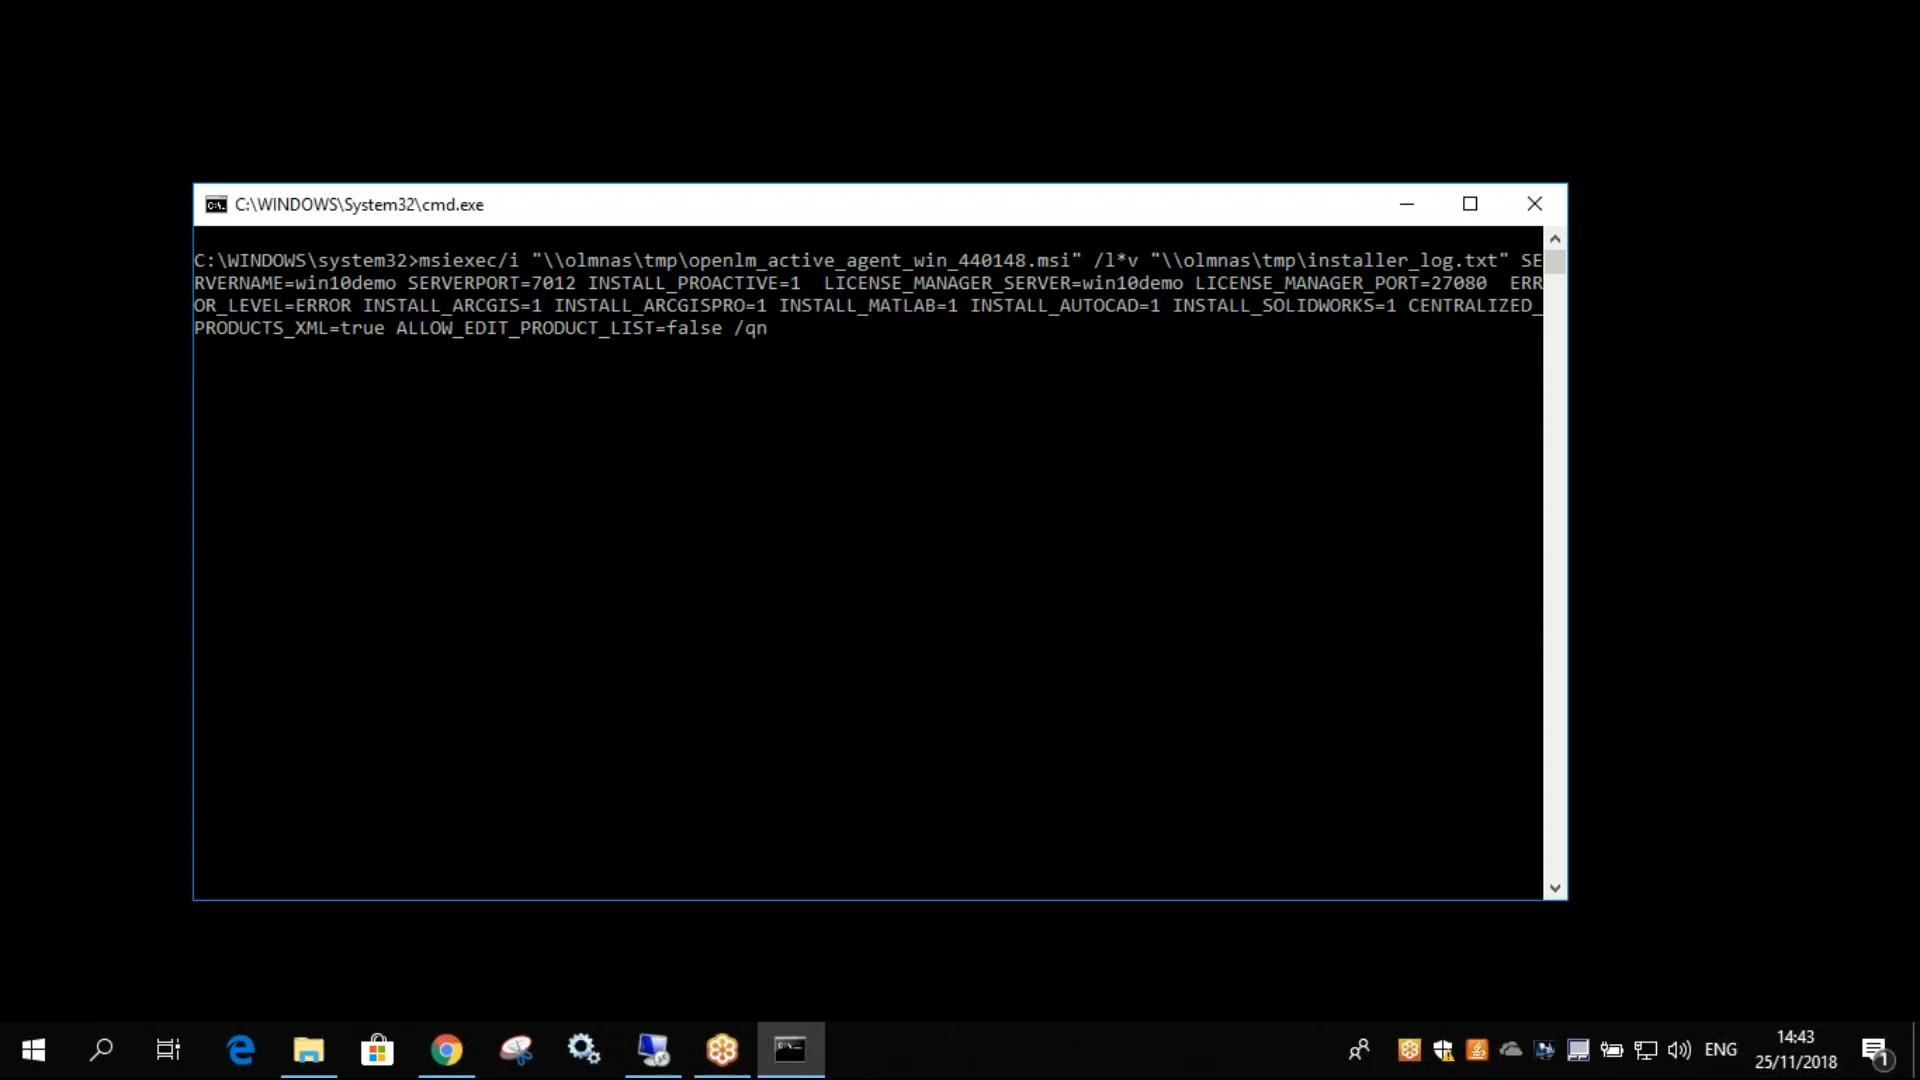 C:\WINDOWS\System32\cmd.exe
C:\WINDOWS\system32>msiexec/i "\\olmnas\tmp\openlm_active_agent_win_440148.msi" /l*v "\\olmnas\tmp\installer_log.txt" SE
RVERNAME=win10demo SERVERPORT=7012 INSTALL_PROACTIVE=1  LICENSE_MANAGER_SERVER=win10demo LICENSE_MANAGER_PORT=27080  ERR
OR_LEVEL=ERROR INSTALL_ARCGIS=1 INSTALL_ARCGISPRO=1 INSTALL_MATLAB=1 INSTALL_AUTOCAD=1 INSTALL_SOLIDWORKS=1 CENTRALIZED_
PRODUCTS_XML=true ALLOW_EDIT_PRODUCT_LIST=false /qn
ENG
14:43
25/11/2018
1